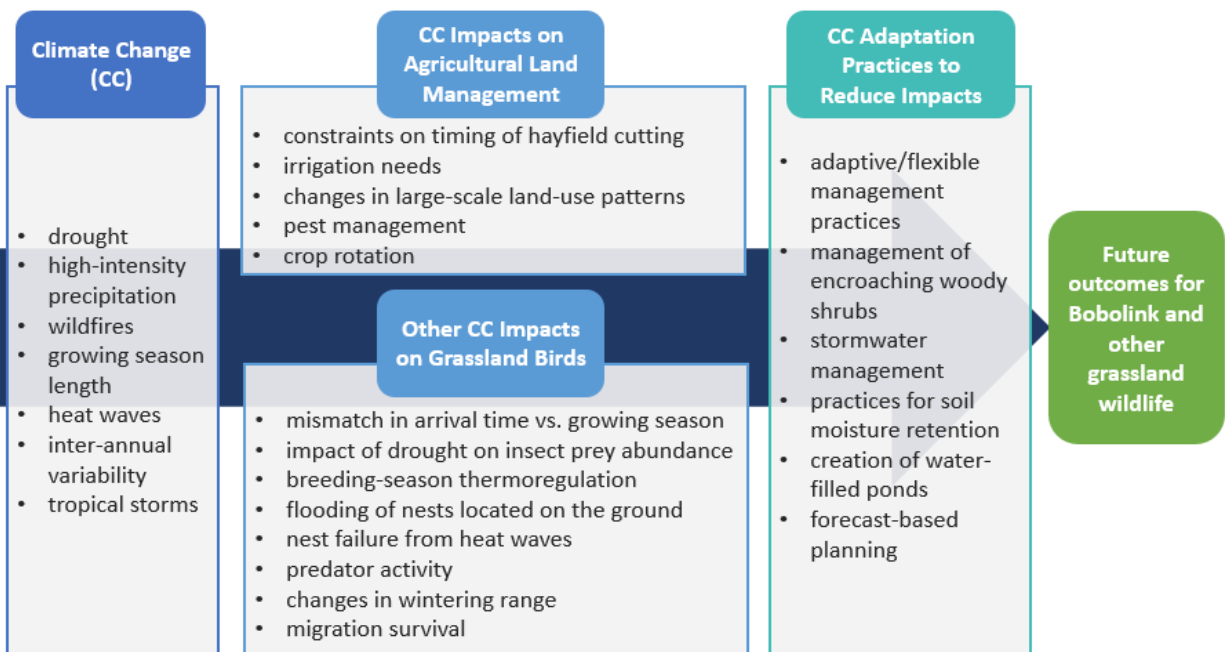 Climate Change
(CC)
• drought
• high-intensity
precipitation
• wildfires
• growing season
length
• heat waves
• inter-annual
variability
• tropical storms
CC Impacts on
Agricultural Land
Management
• constraints on timing of hayfield cutting
• irrigation needs
• changes in large-scale land-use patterns
• pest management
• crop rotation
Other CC Impacts
on Grassland Birds
• mismatch in arrival time vs. growing season
• impact of drought on insect prey abundance
• breeding-season thermoregulation
• flooding of nests located on the ground
• nest failure from heat waves
• predator activity
• changes in wintering range
• migration survival
CC Adaptation
Practices to
Reduce Impacts
• adaptive/flexible
management
practices
• management of
encroaching woody
shrubs
• stormwater
management
• practices for soil
moisture retention
• creation of water-
filled ponds
• forecast-based
planning
Future
outcomes for
Bobolink and
other
grassland
wildlife